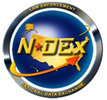 LAW ENFORCEMENT
N-DEx
NATIONAL DATA EXCHANGE